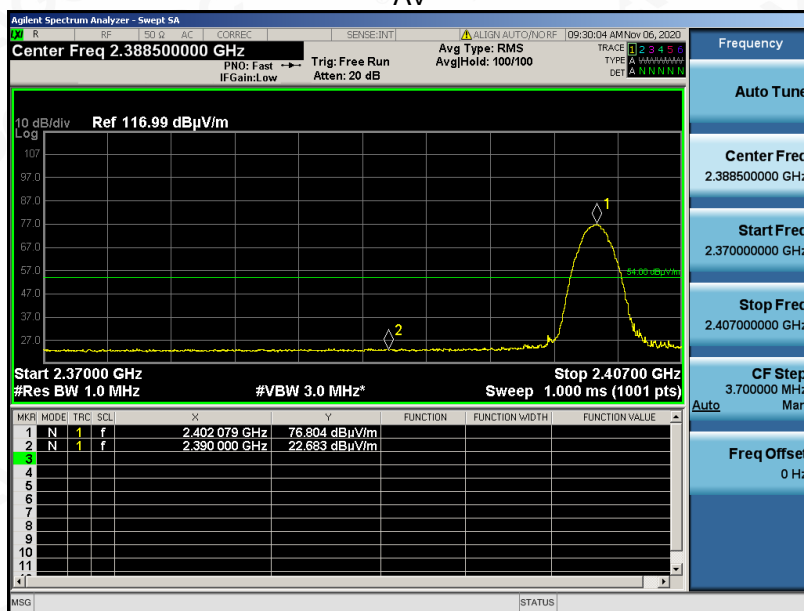 AV
Agilent Spectrum Analyzer - Swept SA
LXI R RF 50 Ω AC CORREC SENSE:INT ALIGN AUTO/NO RF 09:30:04 AM Nov 06, 2020
Center Freq 2.388500000 GHz Avg Type: RMS TRACE 1 2 3 4 5 6
PNO: Fast Trig: Free Run Avg|Hold: 100/100 TYPE A WWWWW
IFGain:Low Atten: 20 dB DET A N N N N N
10 dB/div Ref 116.99 dBµV/m
Log
107
97.0
87.0
77.0
67.0
57.0
47.0
37.0
27.0
1
54.00 dBµV/m
2
Start 2.37000 GHz Stop 2.40700 GHz
#Res BW 1.0 MHz #VBW 3.0 MHz* Sweep 1.000 ms (1001 pts)
MKR MODE TRC SCL X Y FUNCTION FUNCTION WIDTH FUNCTION VALUE
1 N 1 f 2.402 079 GHz 76.804 dBµV/m
2 N 1 f 2.390 000 GHz 22.683 dBµV/m
3
4
5
6
7
8
9
10
11
MSG STATUS
Frequency
Auto Tune
Center Freq
2.388500000 GHz
Start Freq
2.370000000 GHz
Stop Freq
2.407000000 GHz
CF Step
3.700000 MHz
Auto Man
Freq Offset
0 Hz